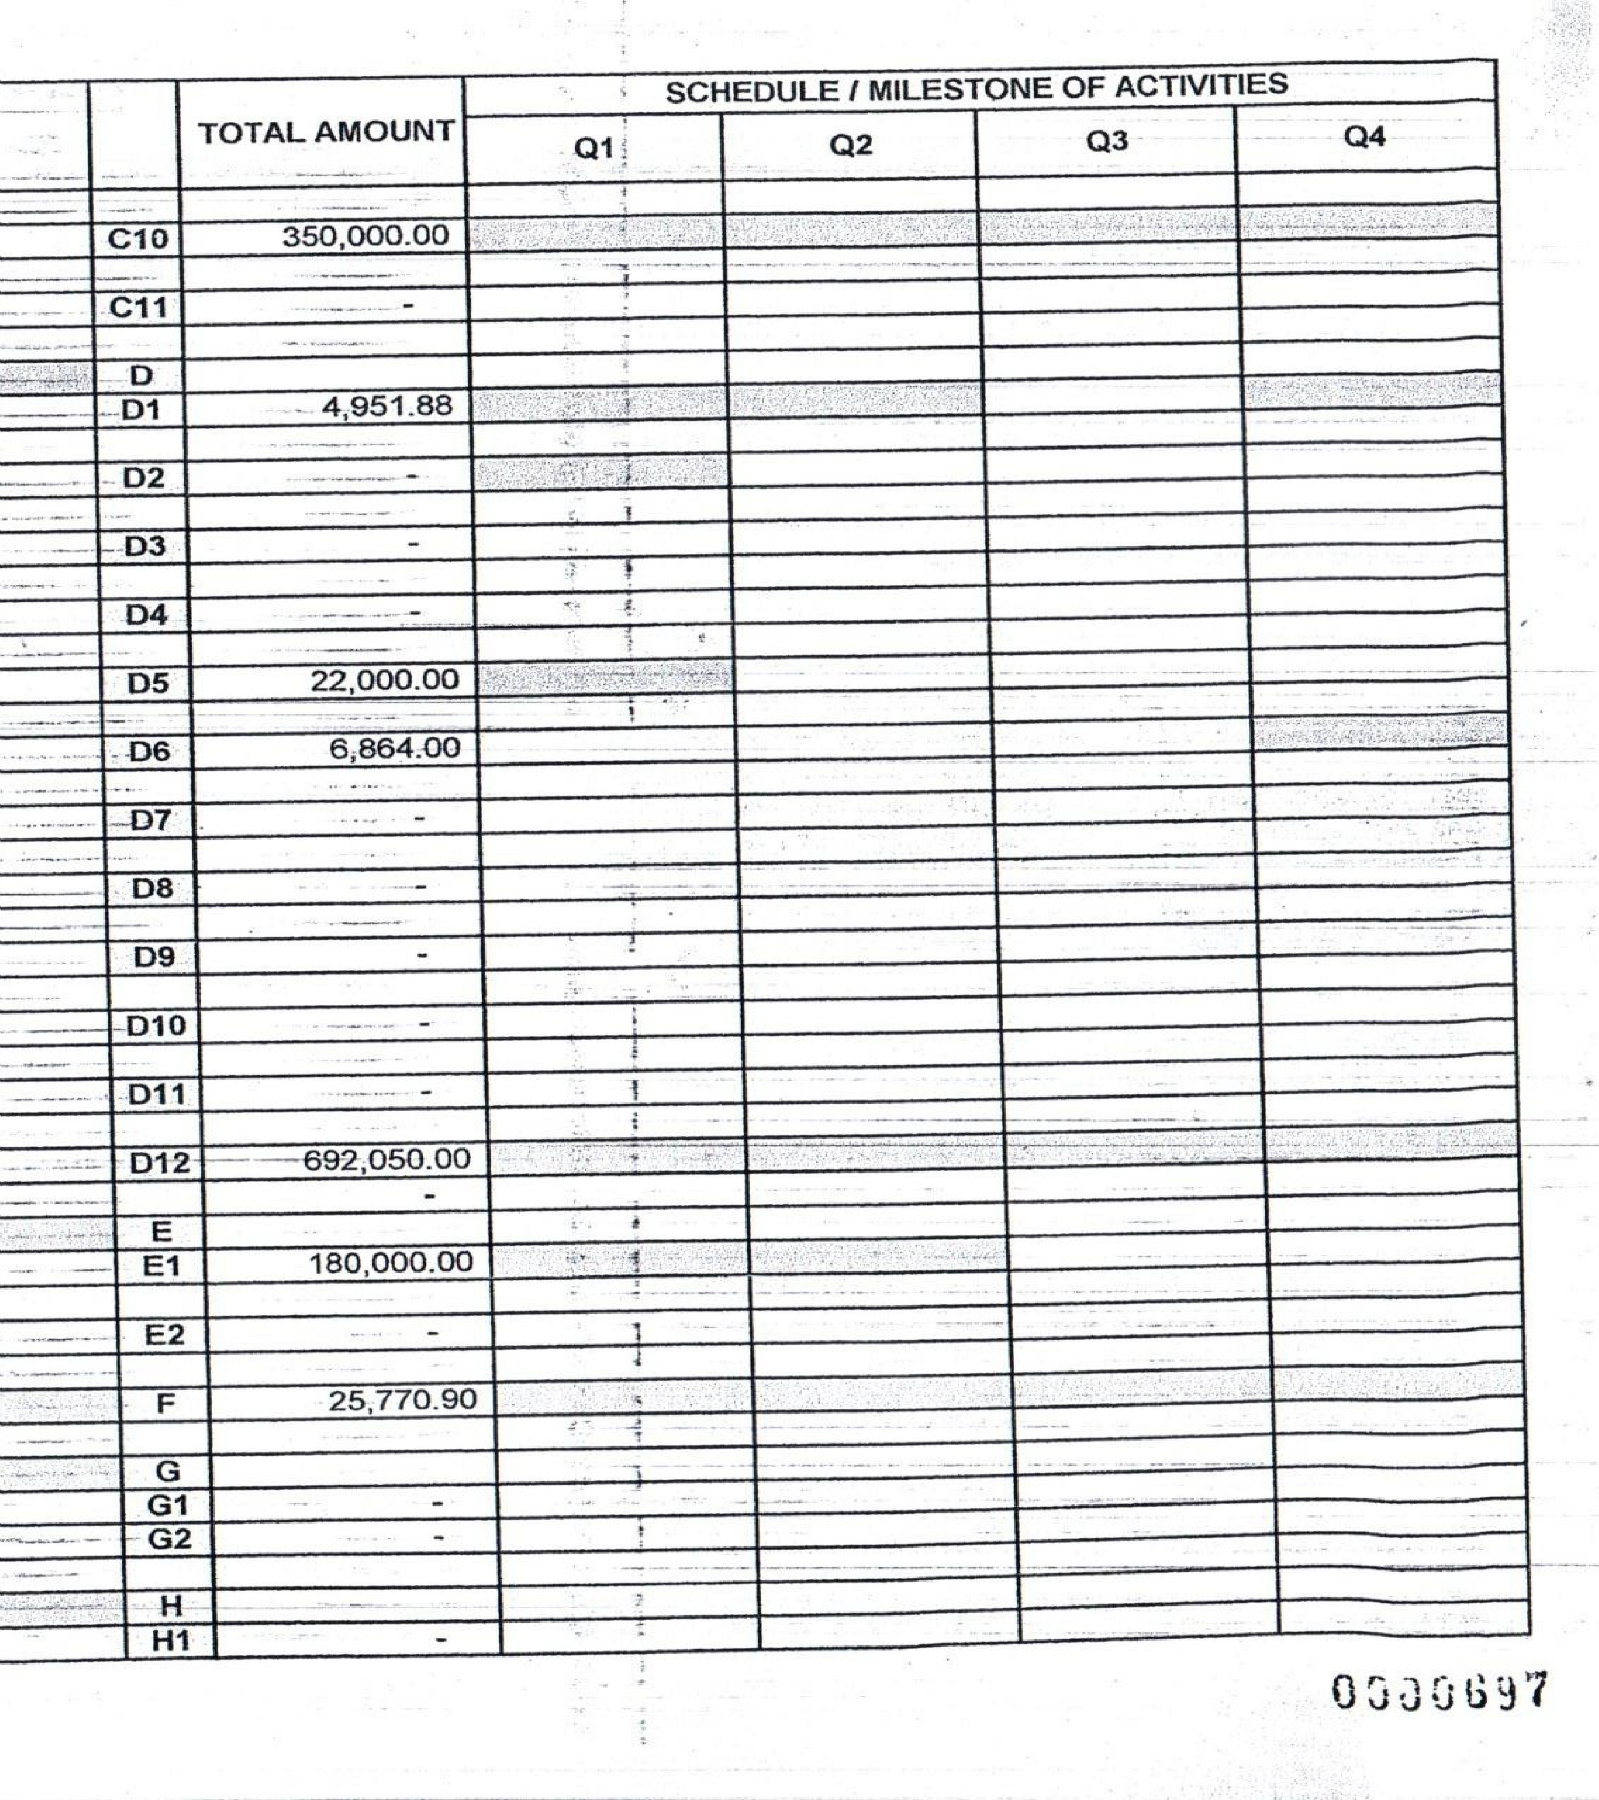 SCHEDULE / MILESTONE OF ACTIVITIES
TOTAL AMOUNT Q1 Q2 Q3 Q4
C10 350,000.00
C11 -
D
D1 4,951.88
D2 -
D3 -
D4 -
D5 22,000.00
D6 6,864.00
D7 -
D8 -
D9 -
D10 -
D11 -
D12 692,050.00
-
E
E1 180,000.00
E2 -
F 25,770.90
G
G1 -
G2 -
H
H1 -
0000697